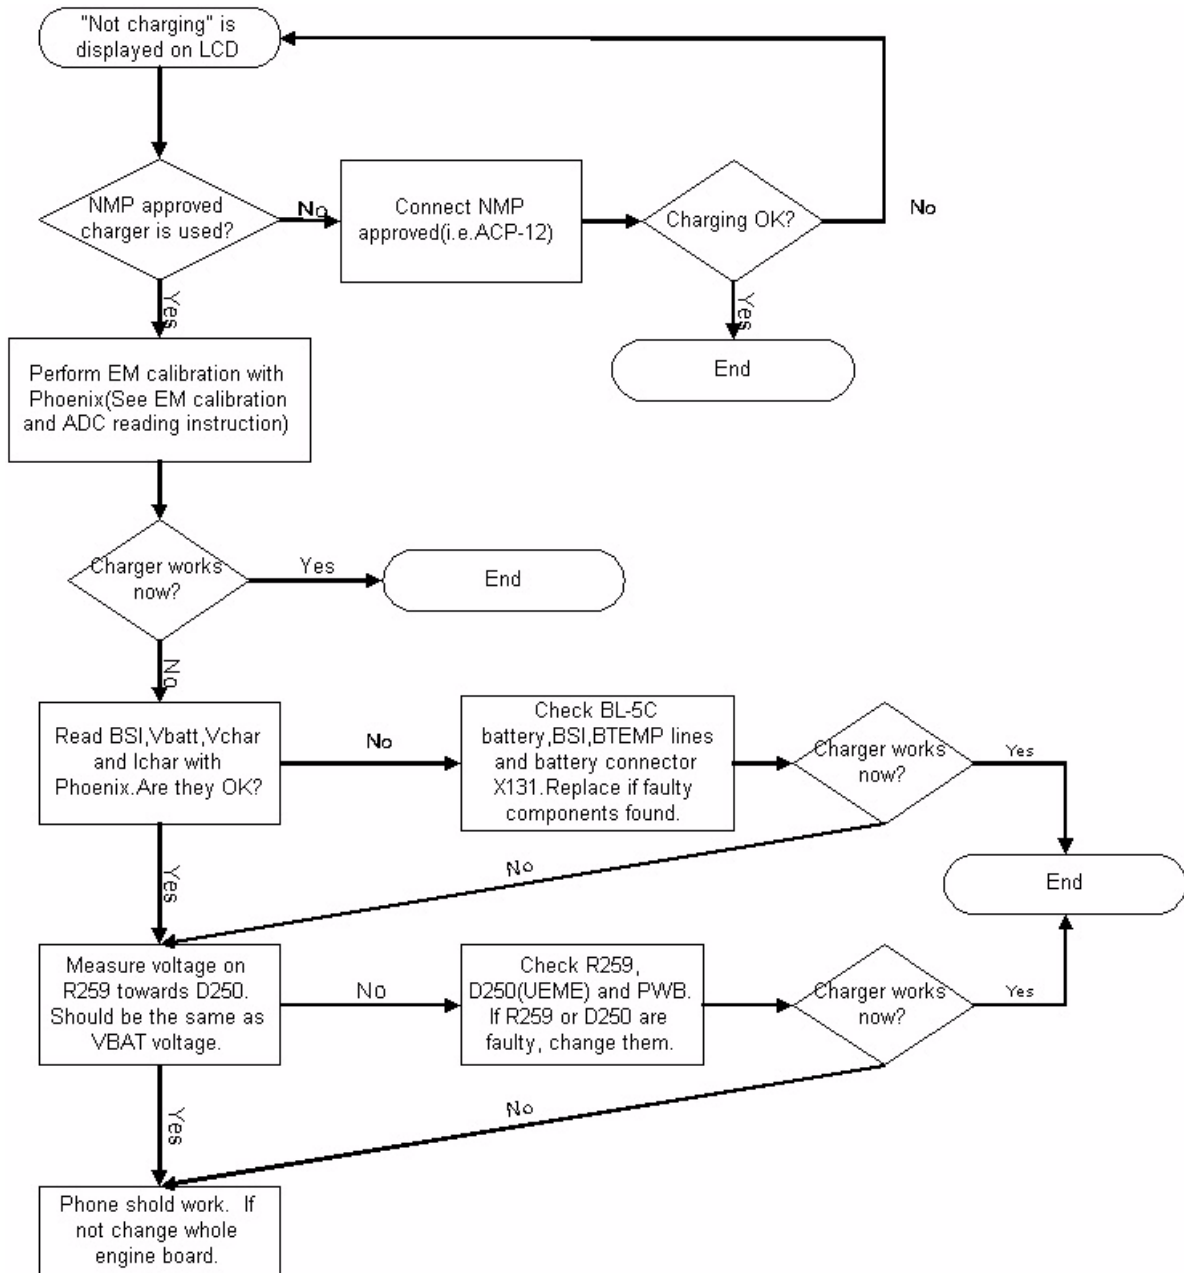 "Not charging" is
displayed on LCD
NMP approved
charger is used?
No
Connect NMP
approved(i.e.ACP-12)
Charging OK?
No
Yes
Yes
End
Perform EM calibration with
Phoenix(See EM calibration
and ADC reading instruction)
Charger works
now?
Yes
End
No
Read BSI,Vbatt,Vchar
and Ichar with
Phoenix.Are they OK?
No
Check BL-5C
battery,BSI,BTEMP lines
and battery connector
X131.Replace if faulty
components found.
Charger works
now?
Yes
No
Yes
End
Measure voltage on
R259 towards D250.
Should be the same as
VBAT voltage.
No
Check R259,
D250(UEME) and PWB.
If R259 or D250 are
faulty, change them.
Charger works
now?
Yes
No
Yes
Phone shold work.  If
not change whole
engine board.